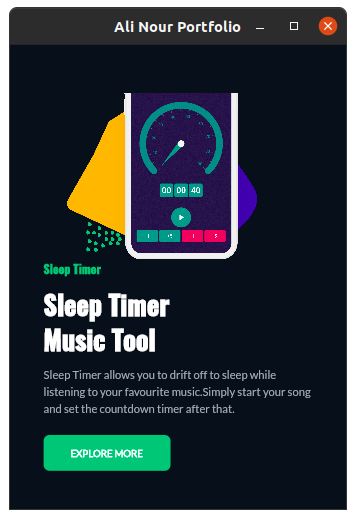 Ali Nour Portfolio
00 00 40
Sleep Timer
Sleep Timer
Music Tool
Sleep Timer allows you to drift off to sleep while
listening to your favourite music.Simply start your song
and set the countdown timer after that.
EXPLORE MORE